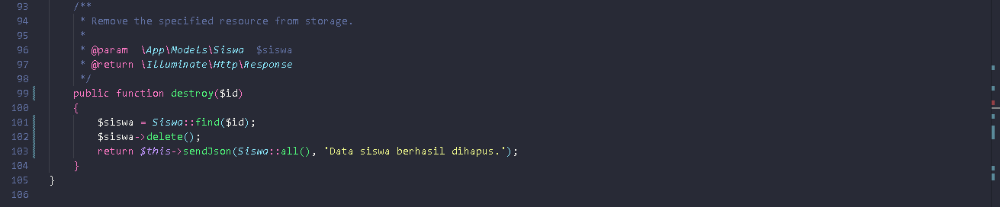 93 /**
94 * Remove the specified resource from storage.
95 *
96 * @param  \App\Models\Siswa  $siswa
97 * @return \Illuminate\Http\Response
98 */
99 public function destroy($id)
100 {
101 $siswa = Siswa::find($id);
102 $siswa->delete();
103 return $this->sendJson(Siswa::all(), 'Data siswa berhasil dihapus.');
104 }
105 }
106